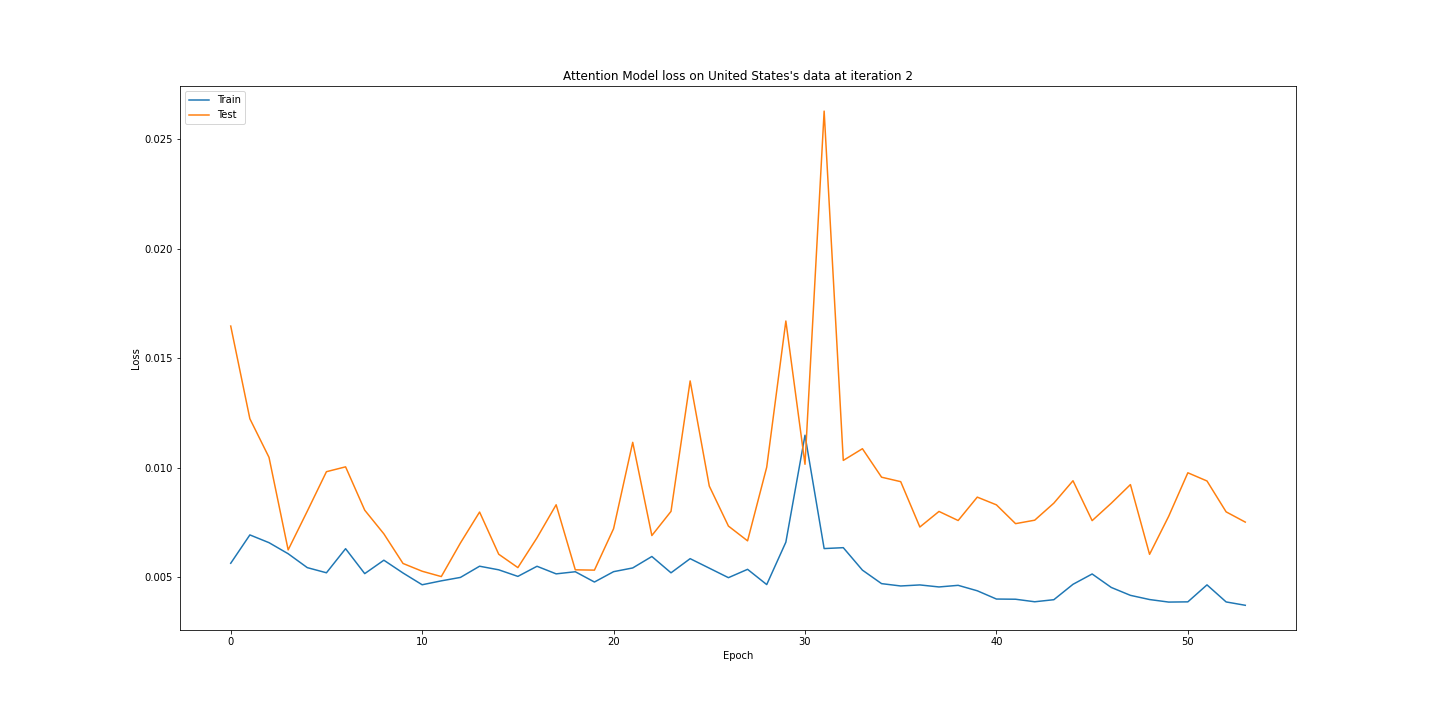 Attention Model loss on United States's data at iteration 2
Train
Test
0.025
0.020
0.015
0.010
0.005
Loss
0 10 20 30 40 50
Epoch